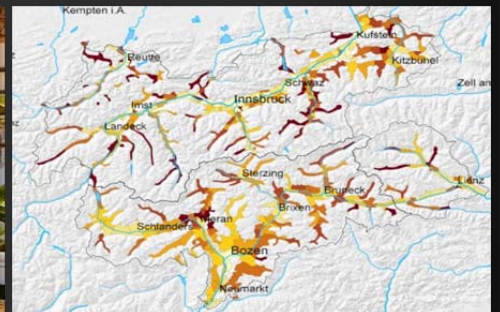 Kempten i.A.
Kufstein
Reutte
Kitzbühel
Schwaz
Zell am
Innsbruck
Imst
Landeck
Sterzing
Lienz
Bruneck
Brixen
Meran
Schlanders
Bozen
Neumarkt